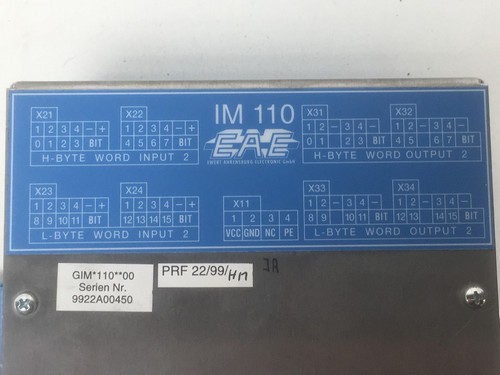 IM 110
EAE
EWERT AHRENSBURG ELECTRONIC GmbH
X21 X22
1 2 3 4 − + 1 2 3 4 − +
0 1 2 3 BIT 4 5 6 7 BIT
H-BYTE WORD INPUT 2
X31 X32
1 2 − 3 4 − 1 2 − 3 4 −
0 1 2 3 BIT 4 5 6 7 BIT
H-BYTE WORD OUTPUT 2
X23 X24
1 2 3 4 − + 1 2 3 4 − +
8 9 10 11 BIT 12 13 14 15 BIT
L-BYTE WORD INPUT 2
X11
1 2 3 4
VCC GND NC PE
X33 X34
1 2 − 3 4 − 1 2 − 3 4 −
8 9 10 11 BIT 12 13 14 15 BIT
L-BYTE WORD OUTPUT 2
GIM*110**00
Serien Nr.
9922A00450
PRF 22/99/HM